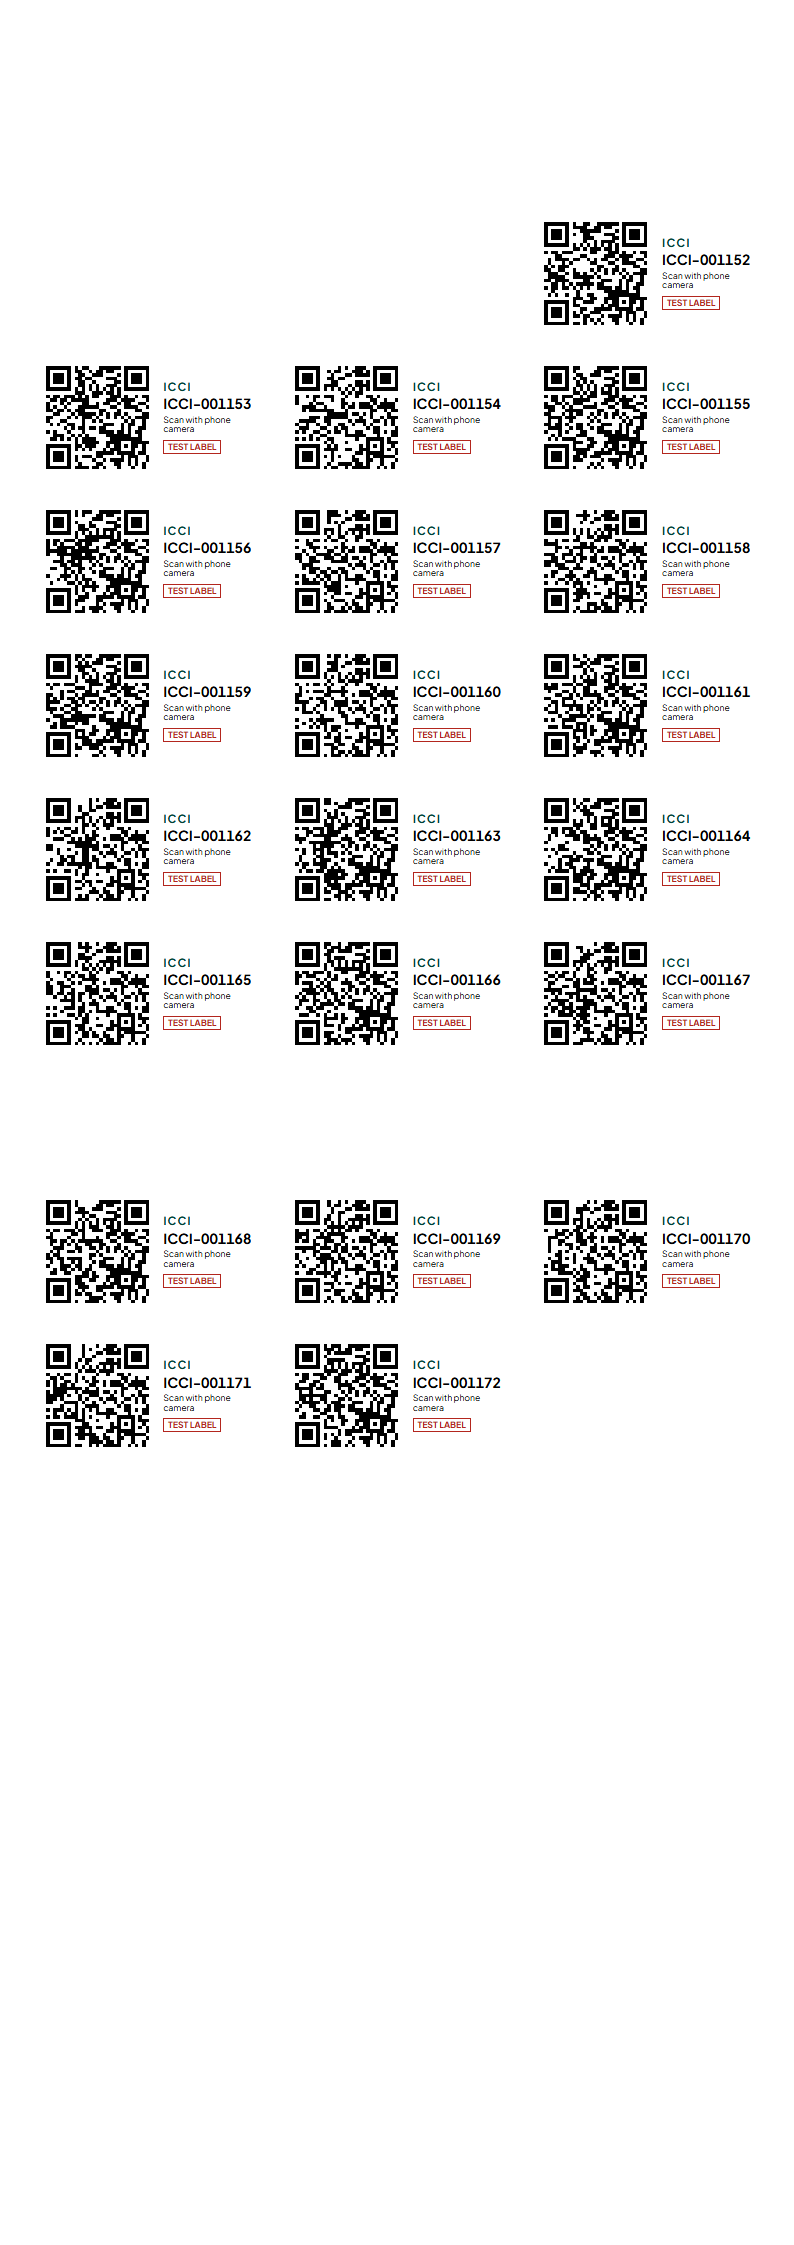 ICCI
ICCI-001152
Scan with phone
camera
TEST LABEL
ICCI
ICCI-001153
Scan with phone
camera
TEST LABEL
ICCI
ICCI-001154
Scan with phone
camera
TEST LABEL
ICCI
ICCI-001155
Scan with phone
camera
TEST LABEL
ICCI
ICCI-001156
Scan with phone
camera
TEST LABEL
ICCI
ICCI-001157
Scan with phone
camera
TEST LABEL
ICCI
ICCI-001158
Scan with phone
camera
TEST LABEL
ICCI
ICCI-001159
Scan with phone
camera
TEST LABEL
ICCI
ICCI-001160
Scan with phone
camera
TEST LABEL
ICCI
ICCI-001161
Scan with phone
camera
TEST LABEL
ICCI
ICCI-001162
Scan with phone
camera
TEST LABEL
ICCI
ICCI-001163
Scan with phone
camera
TEST LABEL
ICCI
ICCI-001164
Scan with phone
camera
TEST LABEL
ICCI
ICCI-001165
Scan with phone
camera
TEST LABEL
ICCI
ICCI-001166
Scan with phone
camera
TEST LABEL
ICCI
ICCI-001167
Scan with phone
camera
TEST LABEL
ICCI
ICCI-001168
Scan with phone
camera
TEST LABEL
ICCI
ICCI-001169
Scan with phone
camera
TEST LABEL
ICCI
ICCI-001170
Scan with phone
camera
TEST LABEL
ICCI
ICCI-001171
Scan with phone
camera
TEST LABEL
ICCI
ICCI-001172
Scan with phone
camera
TEST LABEL